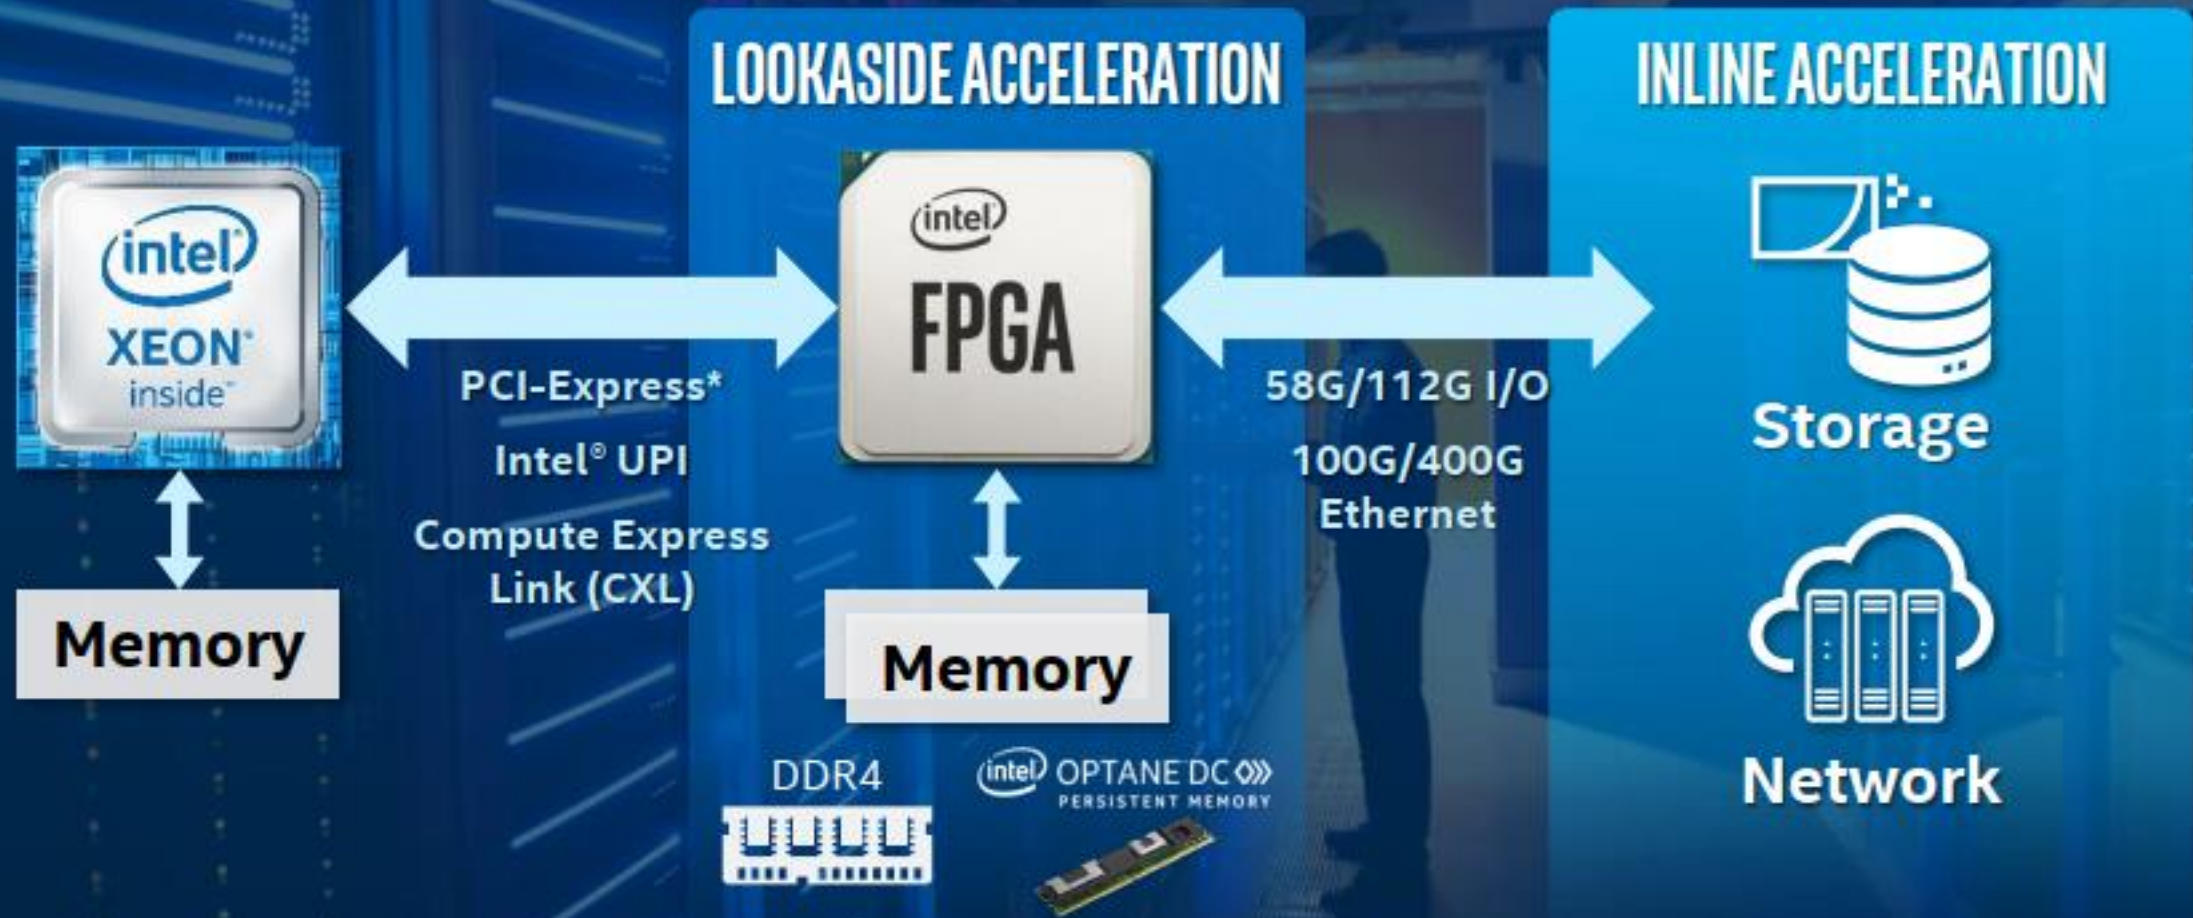 LOOKASIDE ACCELERATION
INLINE ACCELERATION
intel®
XEON®
inside™
Memory
PCI-Express*
Intel® UPI
Compute Express
Link (CXL)
intel
FPGA
Memory
DDR4
intel OPTANE DC
PERSISTENT MEMORY
58G/112G I/O
100G/400G
Ethernet
Storage
Network